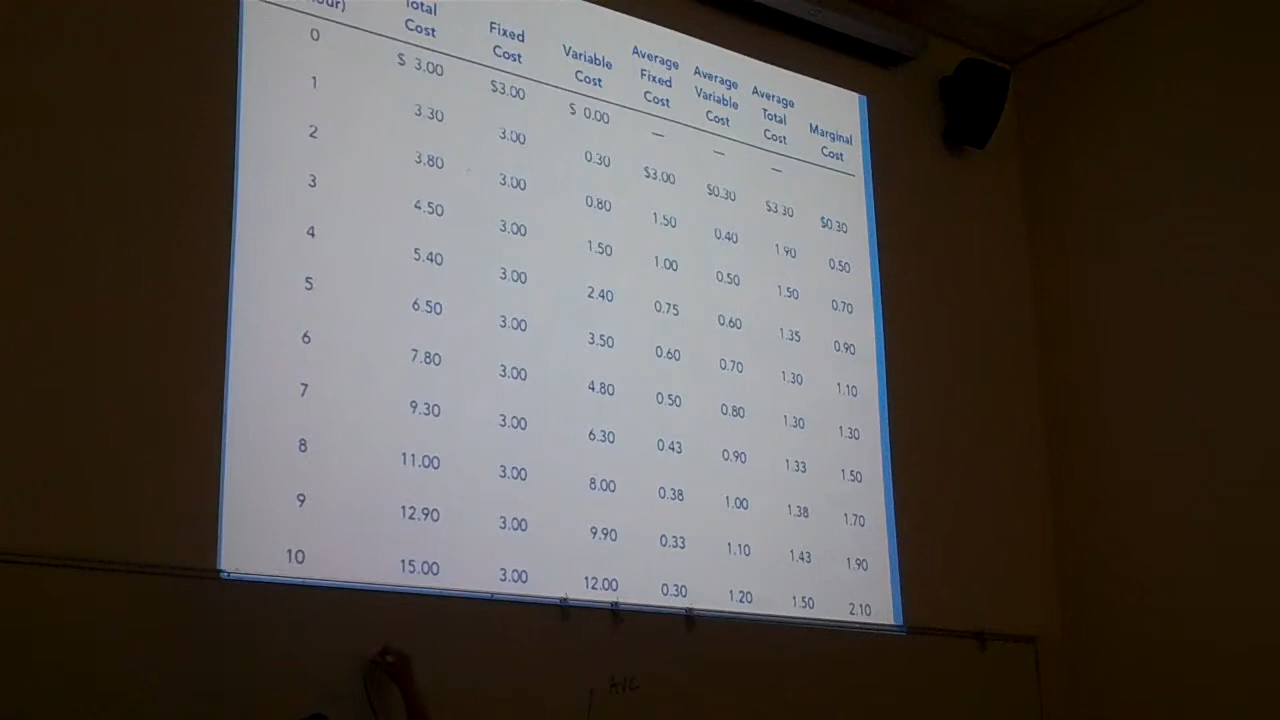 Total Cost Fixed Cost Variable Cost Average Fixed Cost Average Variable Cost Average Total Cost Marginal Cost
0 $ 3.00 $3.00 $ 0.00 — — —
1 3.30 3.00 0.30 $3.00 $0.30 $3.30 $0.30
2 3.80 3.00 0.80 1.50 0.40 1.90 0.50
3 4.50 3.00 1.50 1.00 0.50 1.50 0.70
4 5.40 3.00 2.40 0.75 0.60 1.35 0.90
5 6.50 3.00 3.50 0.60 0.70 1.30 1.10
6 7.80 3.00 4.80 0.50 0.80 1.30 1.30
7 9.30 3.00 6.30 0.43 0.90 1.33 1.50
8 11.00 3.00 8.00 0.38 1.00 1.38 1.70
9 12.90 3.00 9.90 0.33 1.10 1.43 1.90
10 15.00 3.00 12.00 0.30 1.20 1.50 2.10
AVC